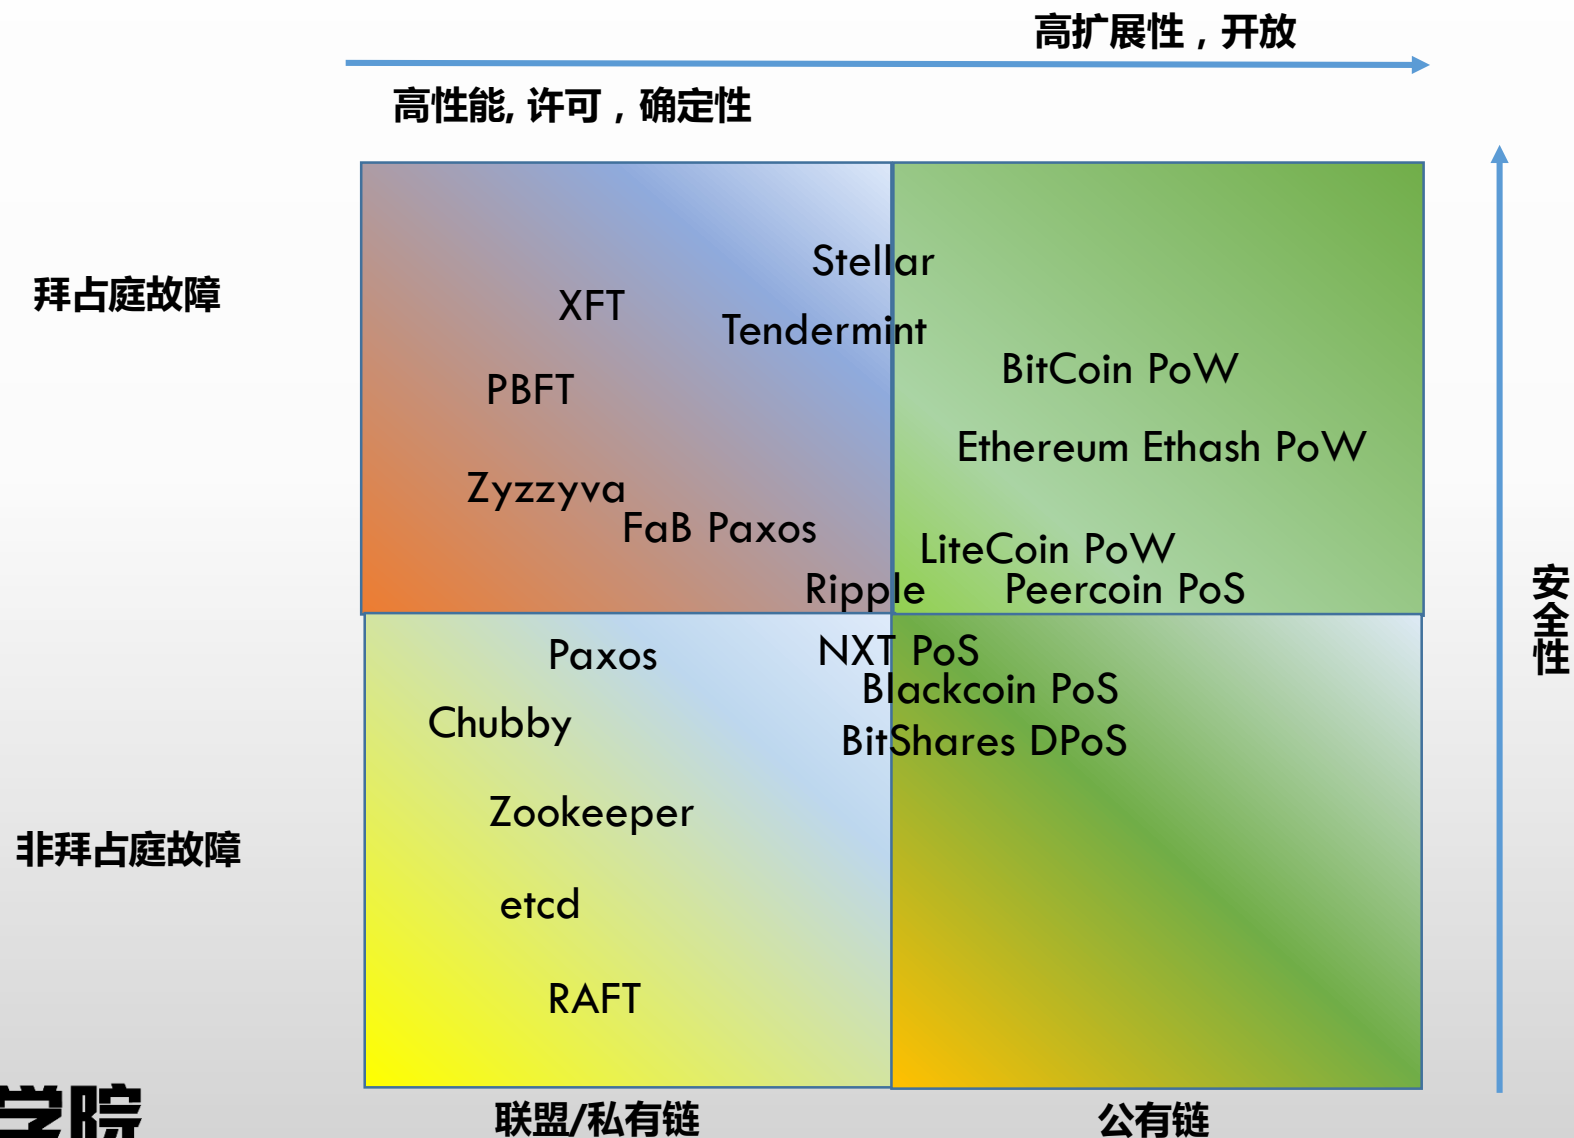 高扩展性，开放
高性能, 许可，确定性
拜占庭故障
Stellar
XFT
Tendermint
BitCoin PoW
PBFT
Ethereum Ethash PoW
Zyzzyva
FaB Paxos
LiteCoin PoW
Ripple
Peercoin PoS
安全性
Paxos
NXT PoS
Blackcoin PoS
Chubby
BitShares DPoS
Zookeeper
非拜占庭故障
etcd
RAFT
学院
联盟/私有链
公有链